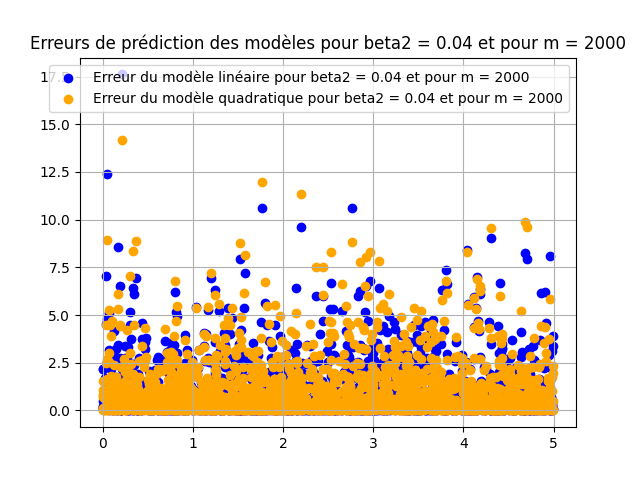 Erreurs de prédiction des modèles pour beta2 = 0.04 et pour m = 2000
Erreur du modèle linéaire pour beta2 = 0.04 et pour m = 2000
Erreur du modèle quadratique pour beta2 = 0.04 et pour m = 2000
17.5
15.0
12.5
10.0
7.5
5.0
2.5
0.0
0 1 2 3 4 5